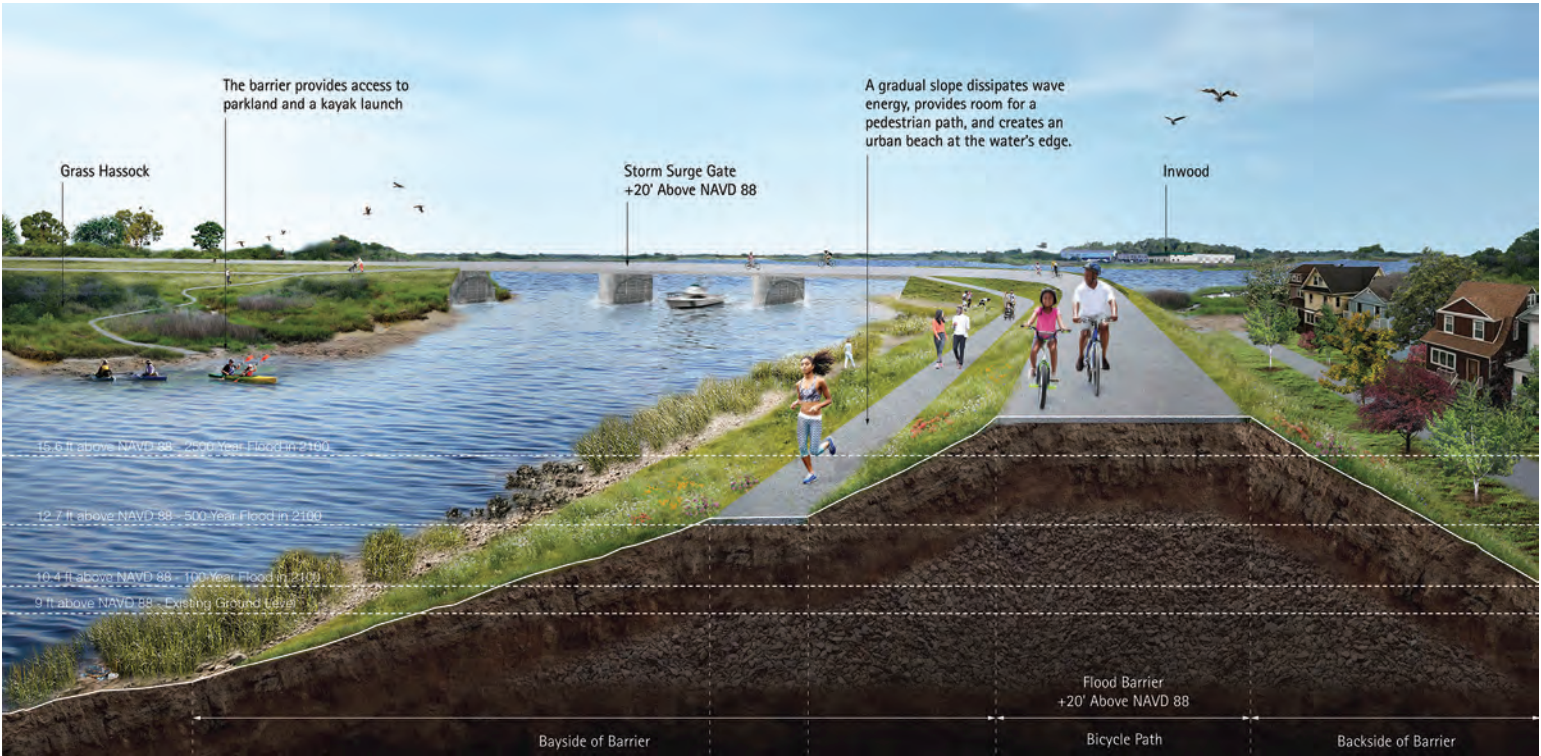 The barrier provides access to
parkland and a kayak launch
A gradual slope dissipates wave
energy, provides room for a
pedestrian path, and creates an
urban beach at the water's edge.
Grass Hassock
Storm Surge Gate
+20' Above NAVD 88
Inwood
15.6 ft above NAVD 88 - 2500-Year Flood in 2100
12.7 ft above NAVD 88 - 500-Year Flood in 2100
10.4 ft above NAVD 88 - 100-Year Flood in 2100
9 ft above NAVD 88 - Existing Ground Level
Flood Barrier
+20' Above NAVD 88
Bayside of Barrier
Bicycle Path
Backside of Barrier